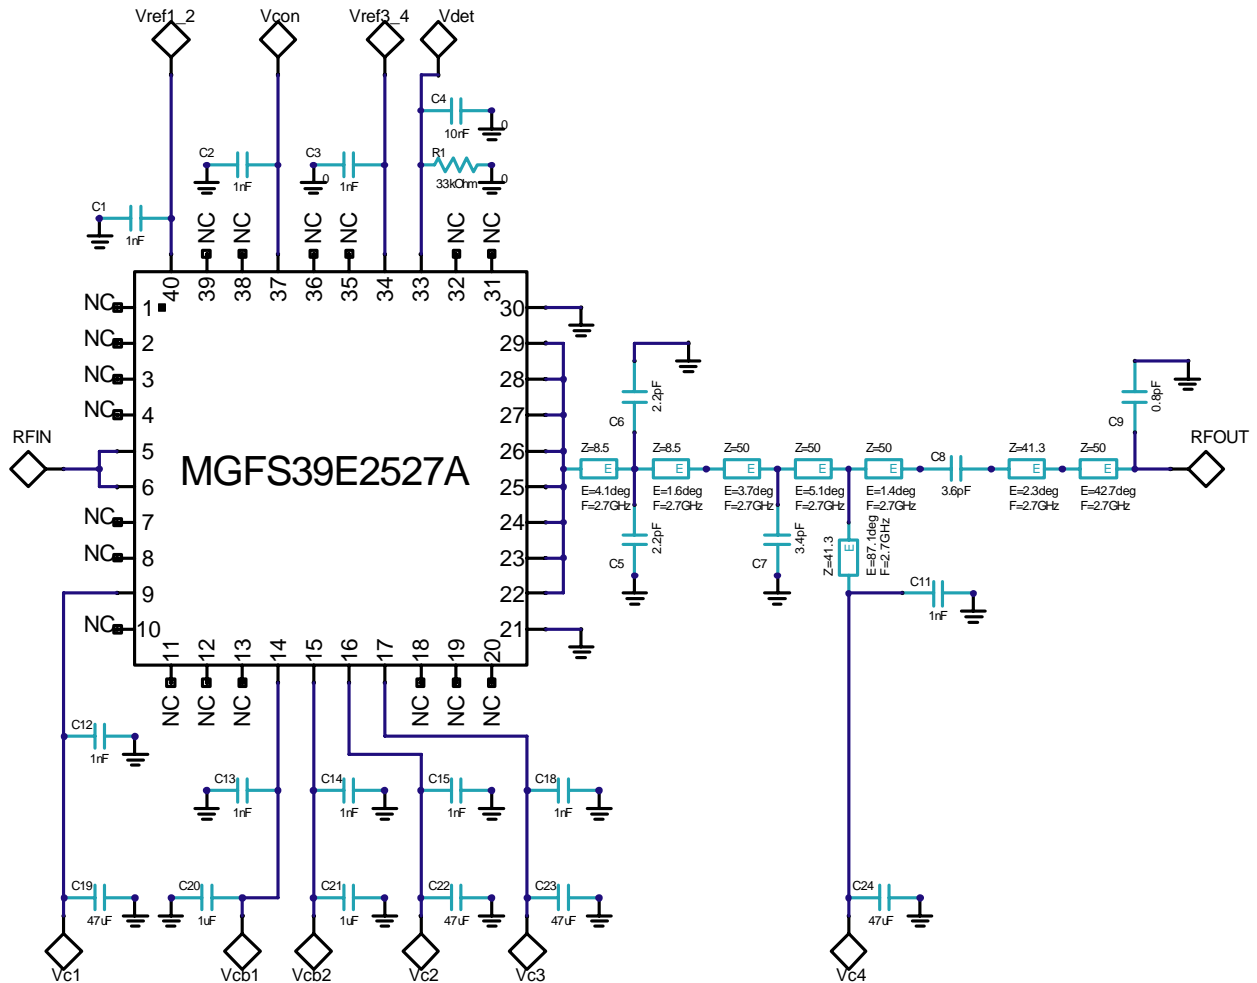 Vref1_2
Vcon
Vref3_4
Vdet
C4
10nF
0
C2
1nF
C3
0
1nF
R1
33kOhm
0
C1
1nF
NC
NC
NC
NC
NC
NC
40
39
38
37
36
35
34
33
32
31
NC
1
NC
2
NC
3
NC
4
RFIN
5
6
NC
7
NC
8
9
NC
10
MGFS39E2527A
30
29
28
27
26
25
24
23
22
21
11
12
13
14
15
16
17
18
19
20
NC
NC
NC
NC
NC
NC
C6
2.2pF
C5
2.2pF
Z=8.5
E
E=4.1deg
F=2.7GHz
Z=8.5
E
E=1.6deg
F=2.7GHz
Z=50
E
E=3.7deg
F=2.7GHz
C7
3.4pF
Z=50
E
E=5.1deg
F=2.7GHz
Z=50
E
E=1.4deg
F=2.7GHz
Z=41.3
E
E=87.1deg
F=2.7GHz
C8
3.6pF
Z=41.3
E
E=2.3deg
F=2.7GHz
Z=50
E
E=42.7deg
F=2.7GHz
C9
0.8pF
RFOUT
C11
1nF
C12
1nF
C13
1nF
C14
1nF
C15
1nF
C18
1nF
C19
47uF
C20
1uF
C21
1uF
C22
47uF
C23
47uF
C24
47uF
Vc1
Vcb1
Vcb2
Vc2
Vc3
Vc4